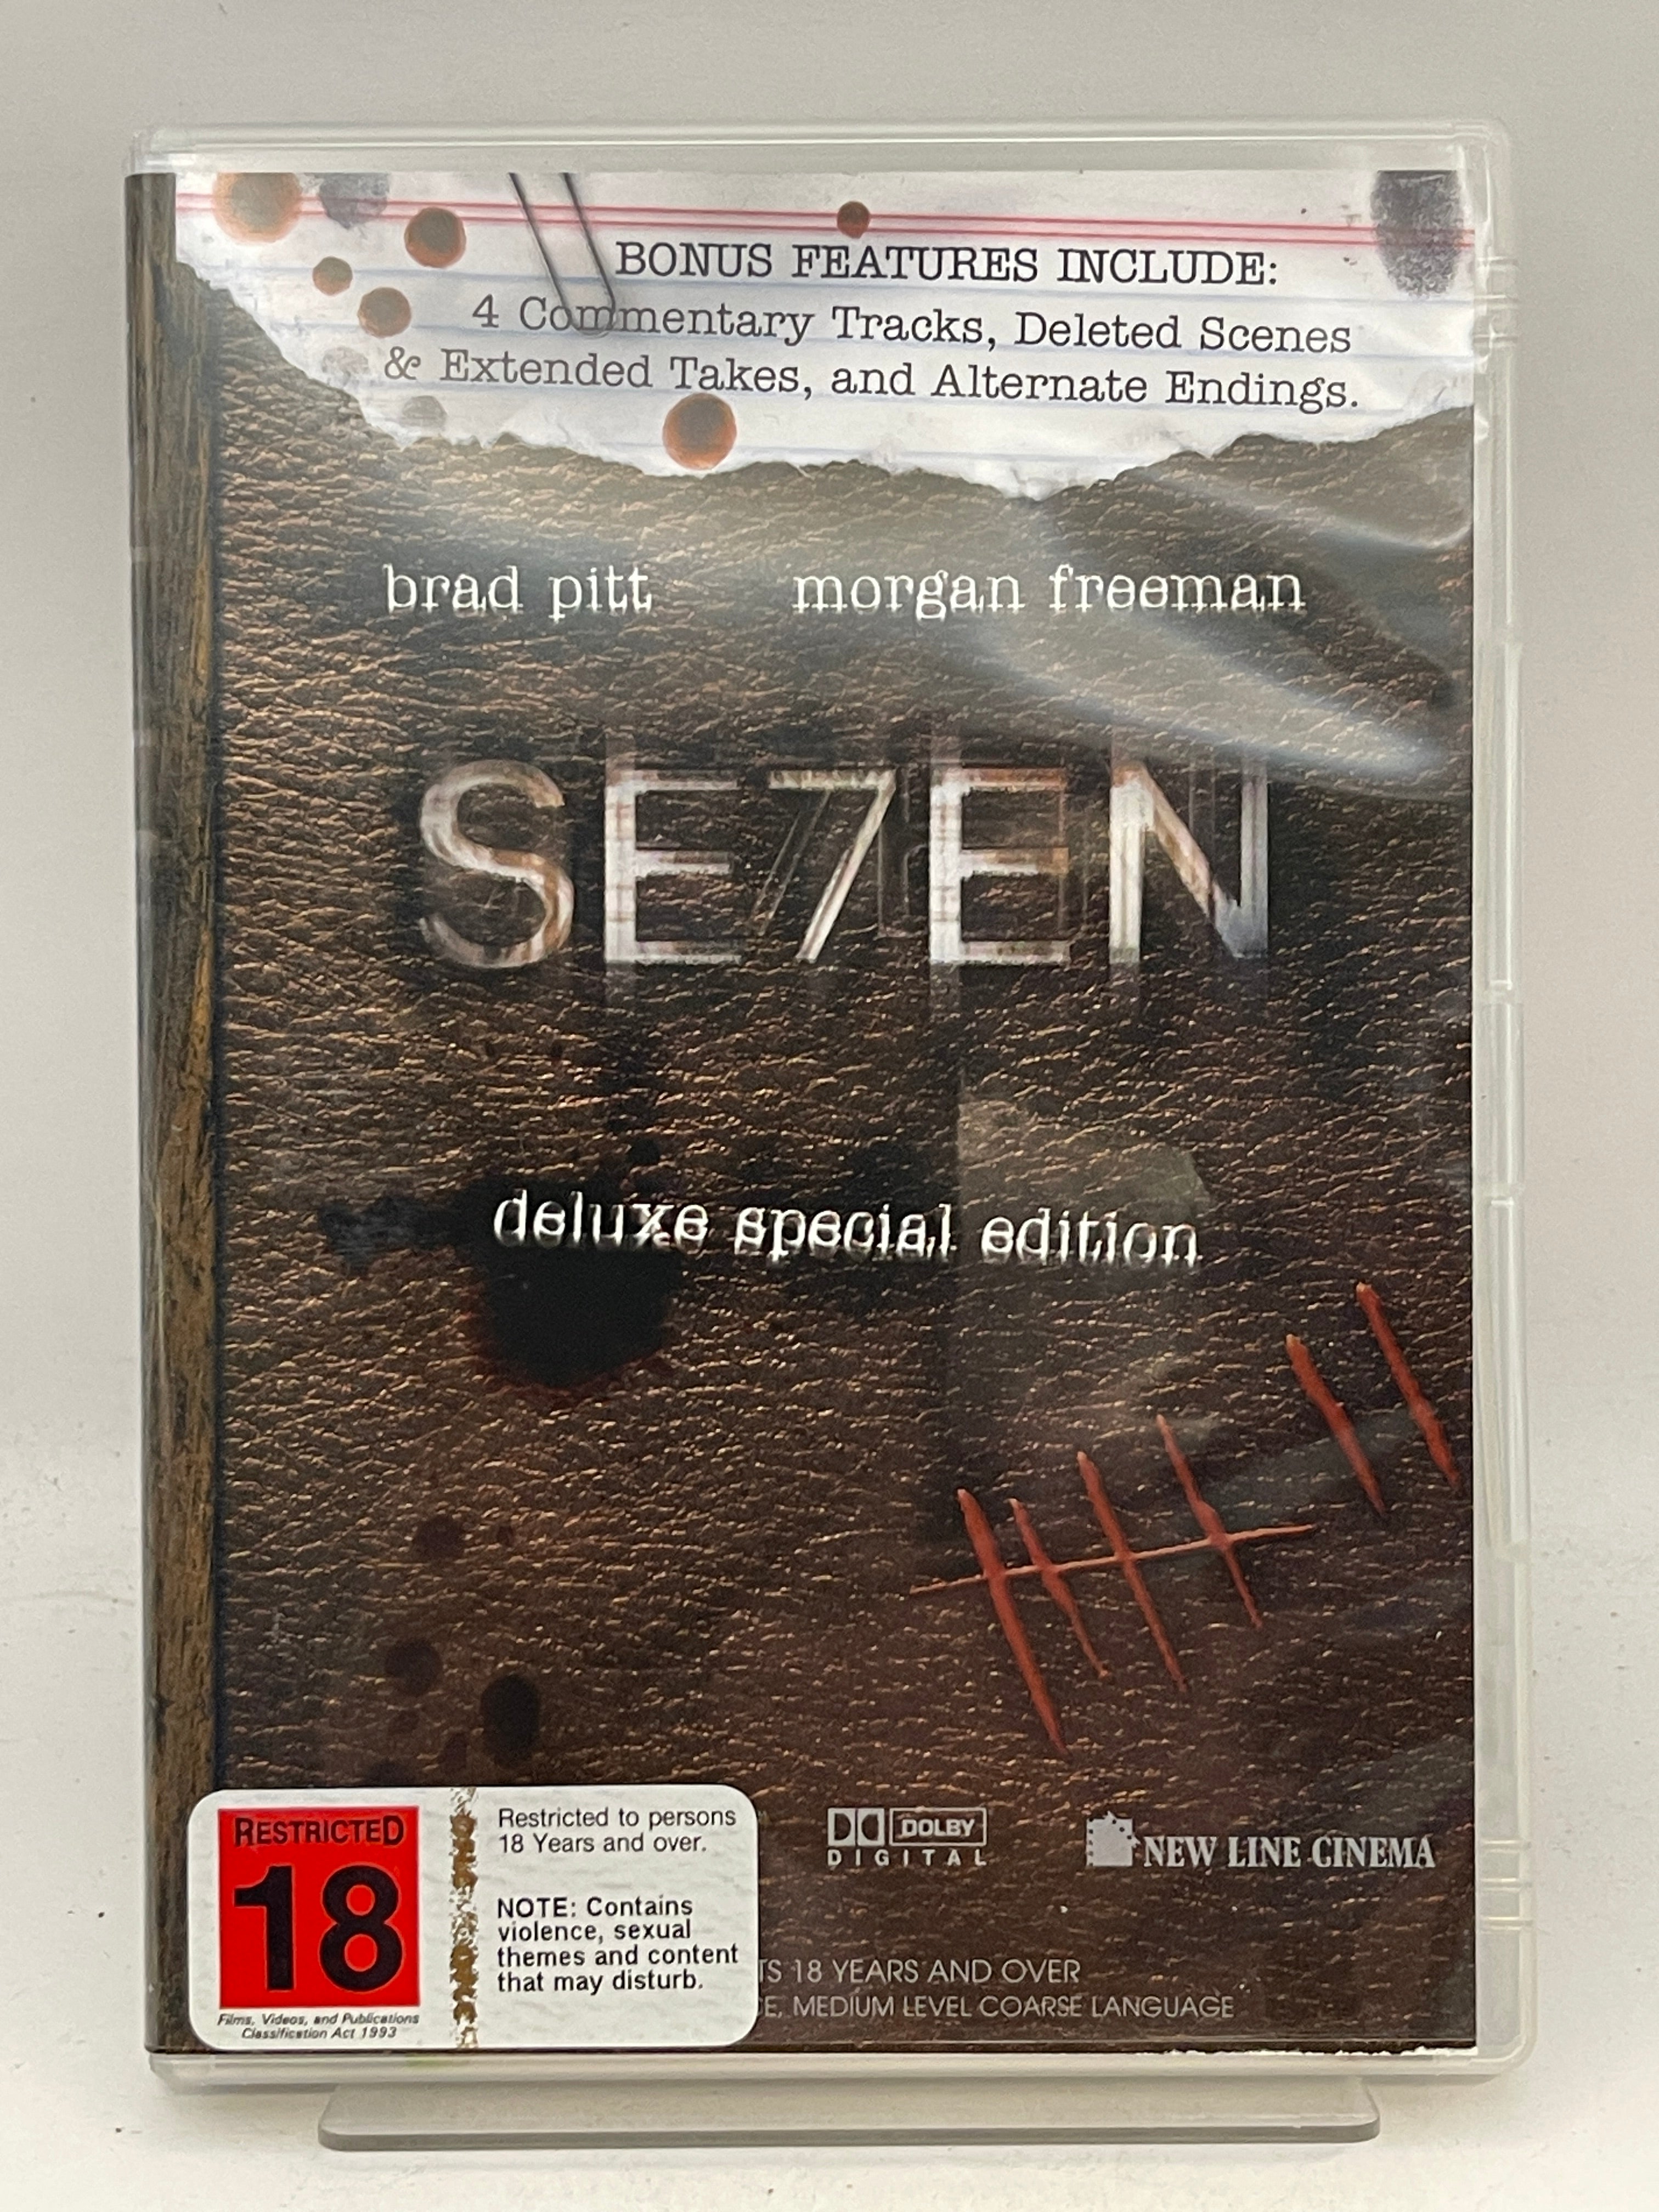 BONUS FEATURES INCLUDE:
4 Commentary Tracks, Deleted Scenes
& Extended Takes, and Alternate Endings.
brad pitt morgan freeman
SE7EN
deluxe special edition
RESTRICTED
18
Films, Videos, and Publications
Classification Act 1993
Restricted to persons
18 Years and over.
NOTE: Contains
violence, sexual
themes and content
that may disturb.
DOLBY
DIGITAL
NEW LINE CINEMA
18 YEARS AND OVER
MEDIUM LEVEL COARSE LANGUAGE